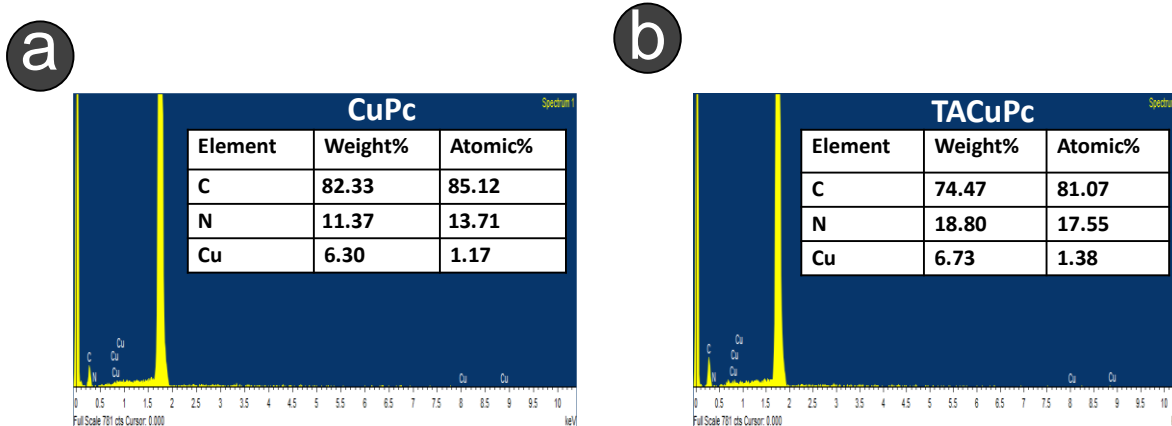 a
CuPc
Spectrum 1
Element Weight% Atomic%
C 82.33 85.12
N 11.37 13.71
Cu 6.30 1.17
Cu
C Cu
N Cu
Cu Cu
0 0.5 1 1.5 2 2.5 3 3.5 4 4.5 5 5.5 6 6.5 7 7.5 8 8.5 9 9.5 10
Full Scale 781 cts Cursor: 0.000 keV
b
TACuPc
Element Weight% Atomic%
C 74.47 81.07
N 18.80 17.55
Cu 6.73 1.38
Cu
C Cu
N Cu
Cu Cu
0 0.5 1 1.5 2 2.5 3 3.5 4 4.5 5 5.5 6 6.5 7 7.5 8 8.5 9 9.5 10
Full Scale 781 cts Cursor: 0.000